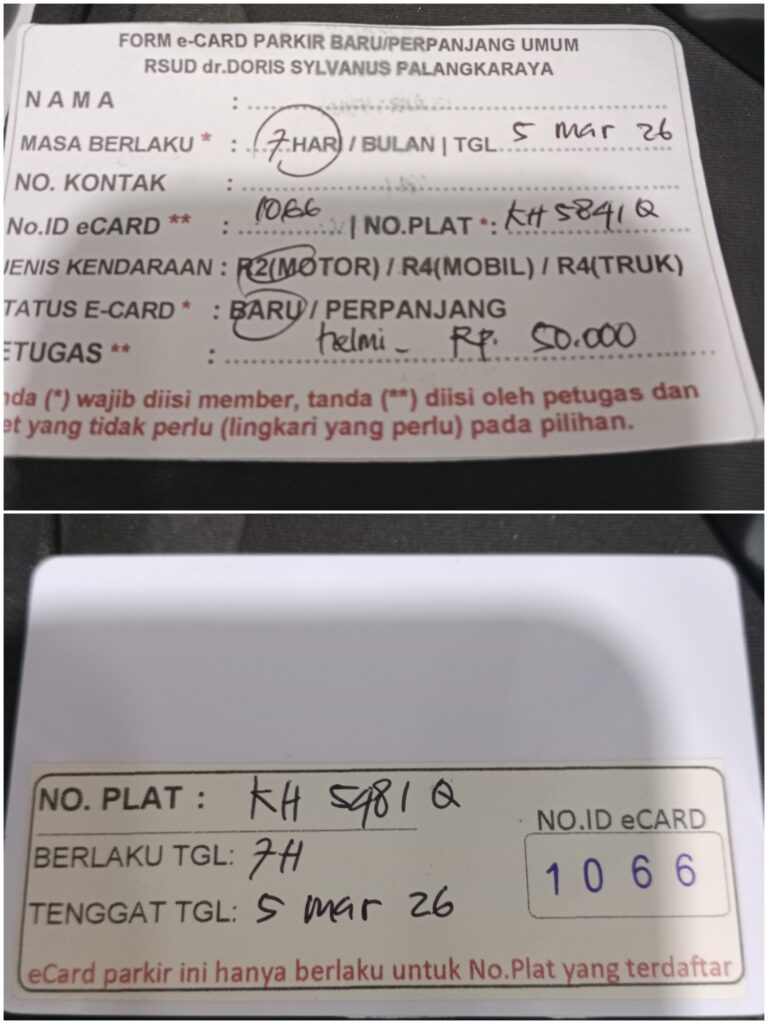 FORM e-CARD PARKIR BARU/PERPANJANG UMUM
RSUD dr.DORIS SYLVANUS PALANGKARAYA
NAMA :
MASA BERLAKU * : 7 HARI / BULAN | TGL 5 mar 26
NO. KONTAK :
No.ID eCARD ** : 1066 | NO.PLAT *: KH 5841 Q
JENIS KENDARAAN : R2(MOTOR) / R4(MOBIL) / R4(TRUK)
TATUS E-CARD * : BARU / PERPANJANG
ETUGAS ** : helmi - Rp. 50.000
nda (*) wajib diisi member, tanda (**) diisi oleh petugas dan
et yang tidak perlu (lingkari yang perlu) pada pilihan.
NO. PLAT : KH 5481 Q
NO.ID eCARD
BERLAKU TGL: 7H
1066
TENGGAT TGL: 5 mar 26
eCard parkir ini hanya berlaku untuk No.Plat yang terdaftar